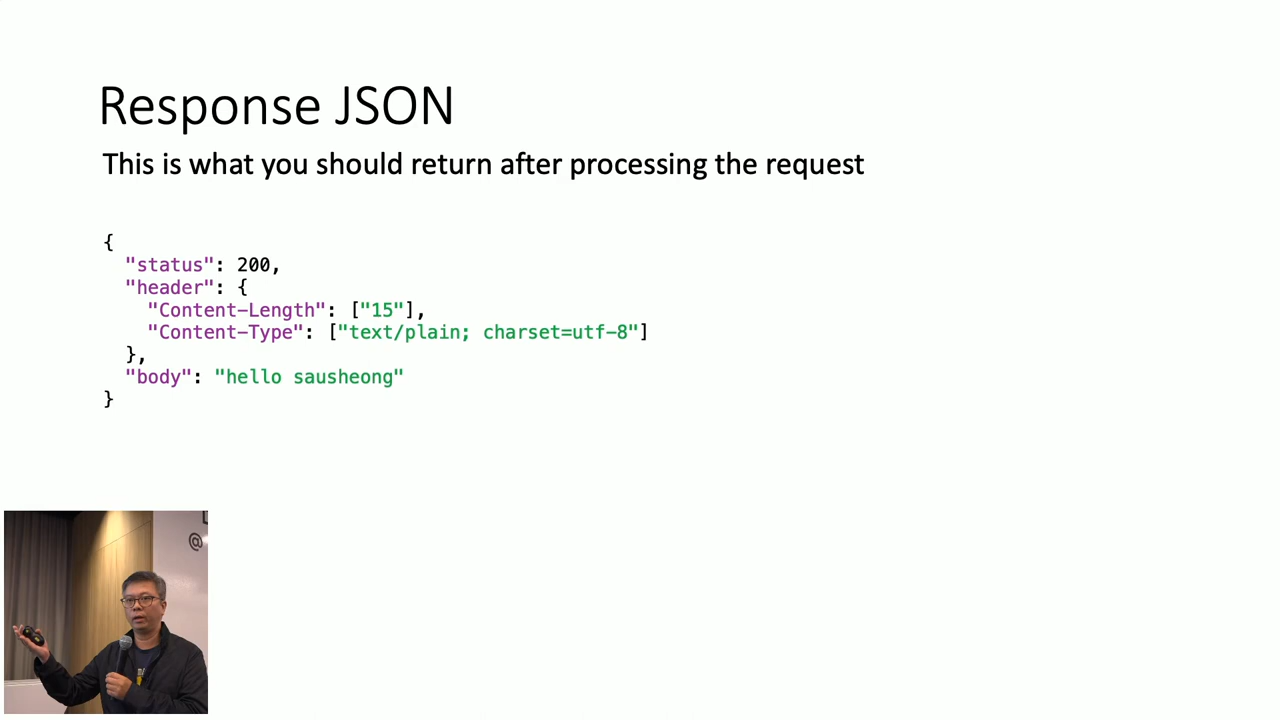 Response JSON
This is what you should return after processing the request
{
  "status": 200,
  "header": {
    "Content-Length": ["15"],
    "Content-Type": ["text/plain; charset=utf-8"]
  },
  "body": "hello sausheong"
}
@